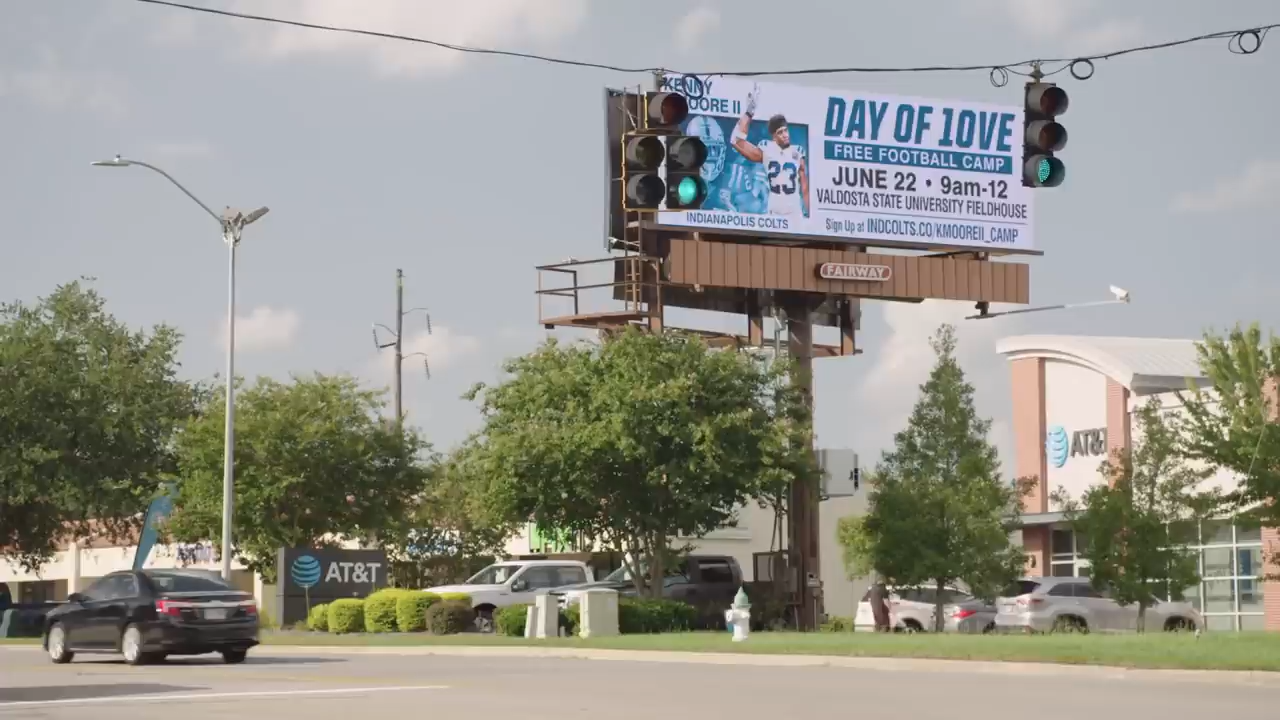 KENNY
MOORE II
DAY OF 1OVE
FREE FOOTBALL CAMP
23
JUNE 22 • 9am-12
VALDOSTA STATE UNIVERSITY FIELDHOUSE
INDIANAPOLIS COLTS
Sign Up at INDCOLTS.CO/KMOOREII_CAMP
FAIRWAY
AT&T
AT&T